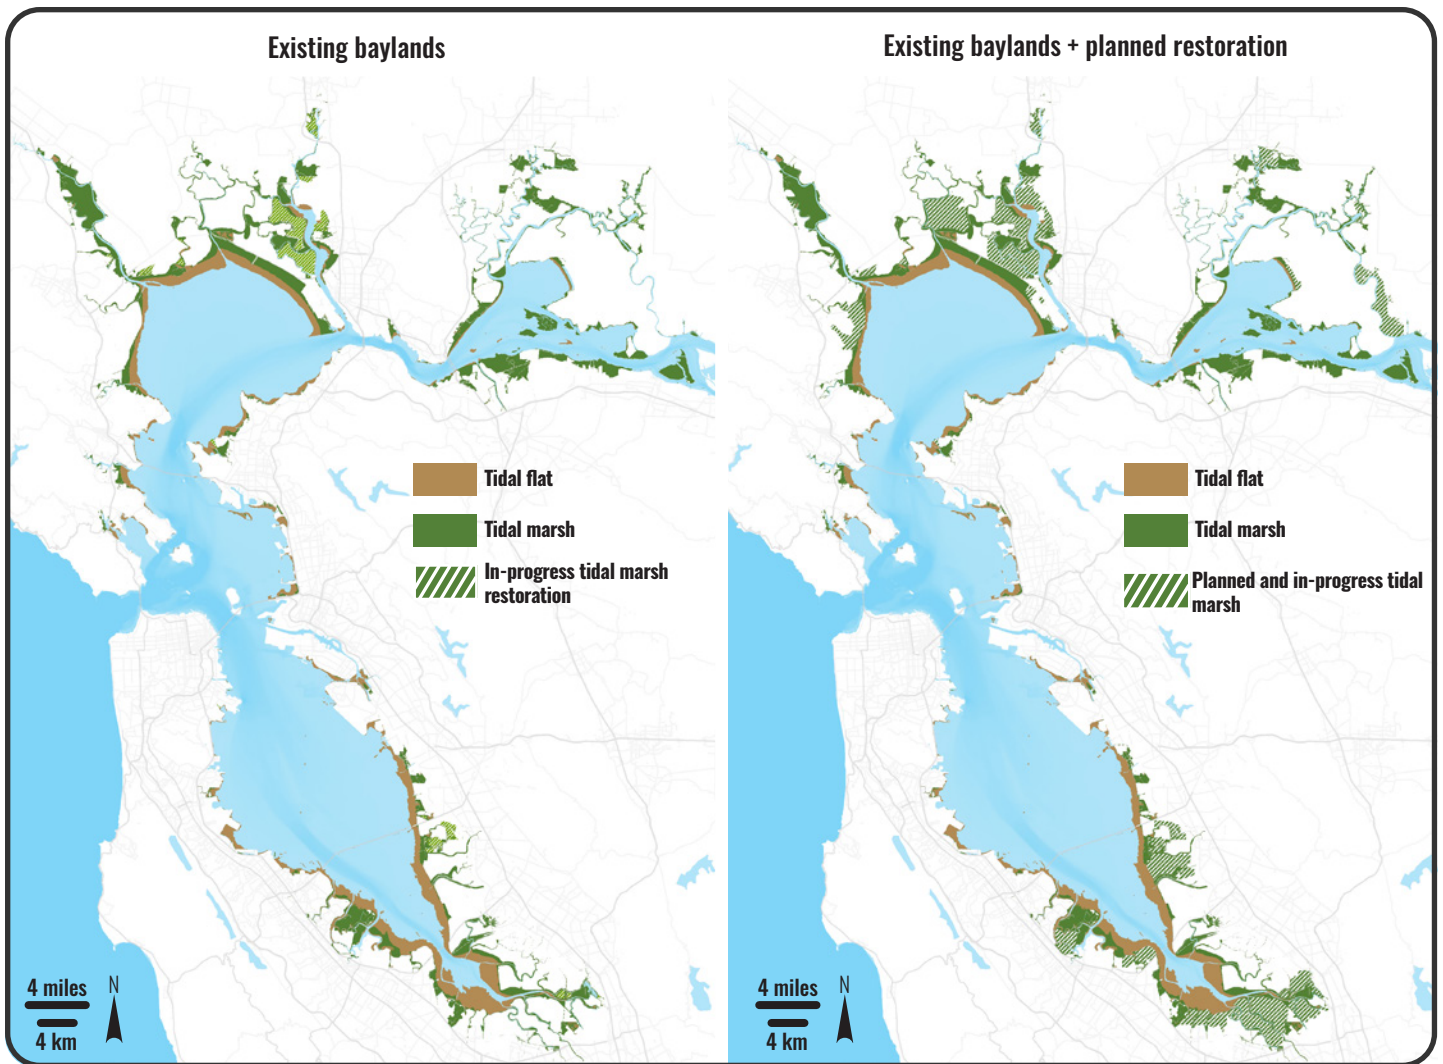 Existing baylands
Tidal flat
Tidal marsh
In-progress tidal marsh
restoration
4 miles
4 km
N
Existing baylands + planned restoration
Tidal flat
Tidal marsh
Planned and in-progress tidal
marsh
4 miles
4 km
N